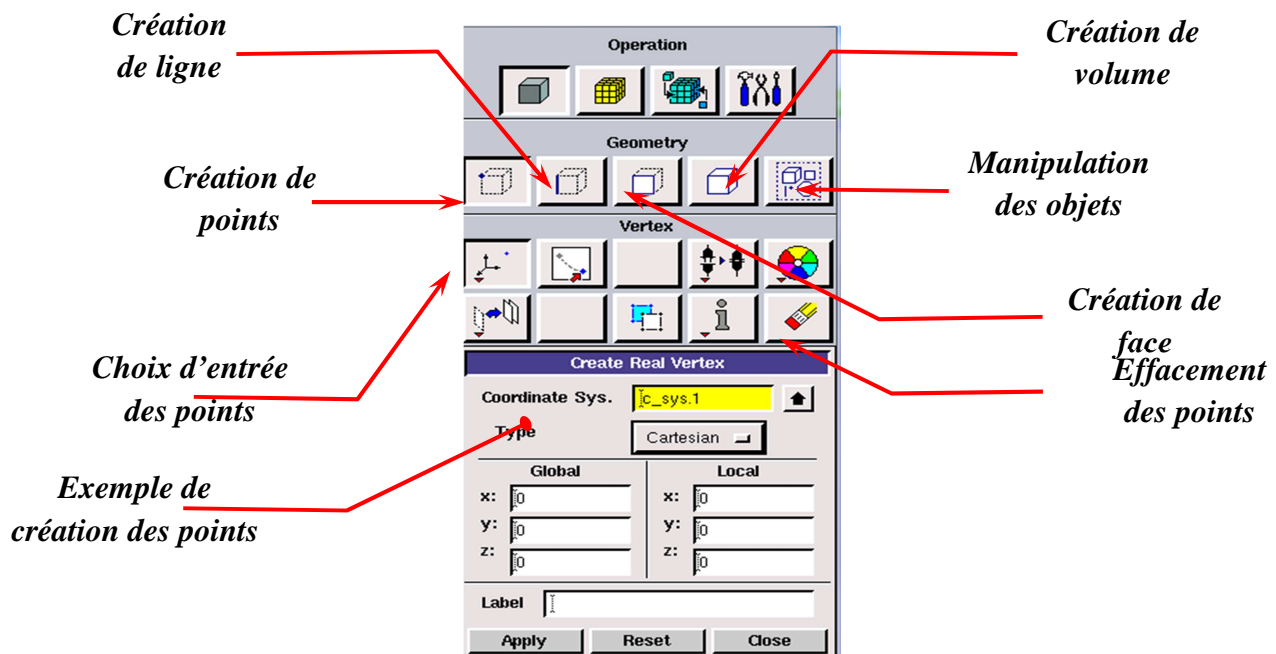 Création
de ligne
Création de
points
Choix d’entrée
des points
Exemple de
création des points
Operation
Geometry
Vertex
Create Real Vertex
Coordinate Sys.
c_sys.1
Type
Cartesian
Global
Local
x: 0
x: 0
y: 0
y: 0
z: 0
z: 0
Label
Apply
Reset
Close
Création de
volume
Manipulation
des objets
Création de
face
Effacement
des points